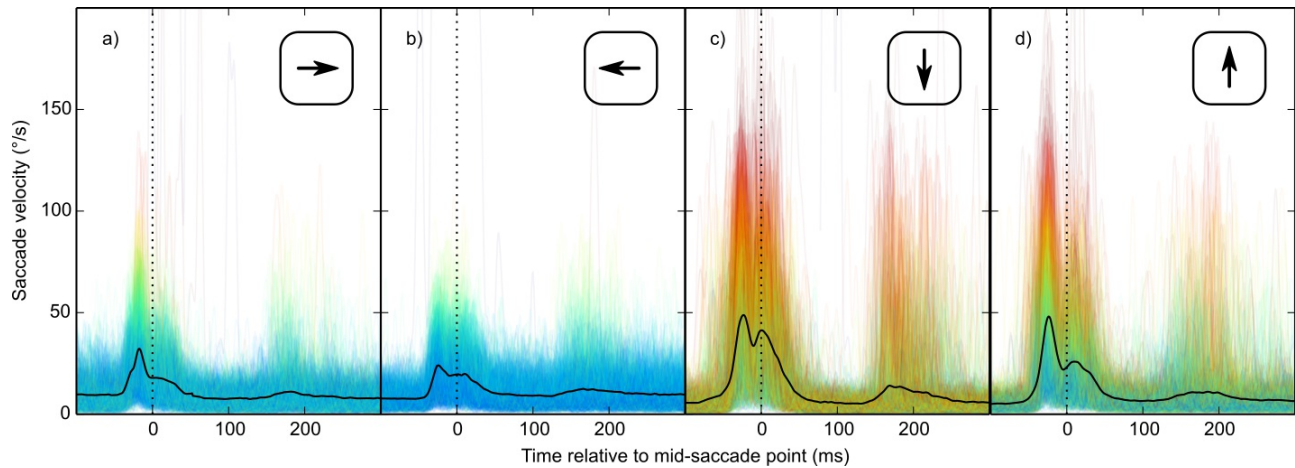 a)
b)
c)
d)
Saccade velocity (°/s)
150
100
50
0
0 100 200
0 100 200
0 100 200
0 100 200
Time relative to mid-saccade point (ms)